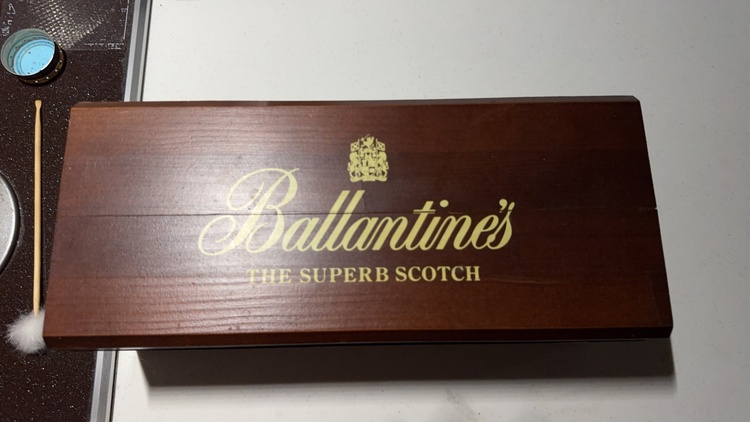 Ballantine's
THE SUPERB SCOTCH